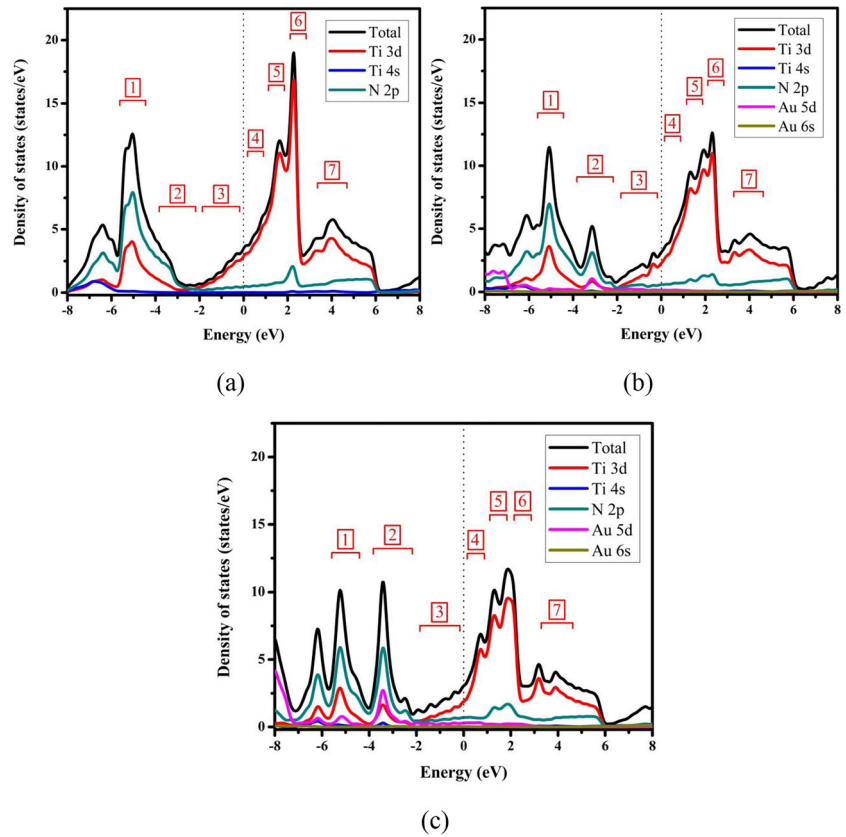 Density of states (states/eV)
20
15
10
5
0
1
2
3
4
5
6
7
Total
Ti 3d
Ti 4s
N 2p
-8 -6 -4 -2 0 2 4 6 8
Energy (eV)
(a)
Density of states (states/eV)
20
15
10
5
0
1
2
3
4
5
6
7
Total
Ti 3d
Ti 4s
N 2p
Au 5d
Au 6s
-8 -6 -4 -2 0 2 4 6 8
Energy (eV)
(b)
Density of states (states/eV)
20
15
10
5
0
1
2
3
4
5
6
7
Total
Ti 3d
Ti 4s
N 2p
Au 5d
Au 6s
-8 -6 -4 -2 0 2 4 6 8
Energy (eV)
(c)